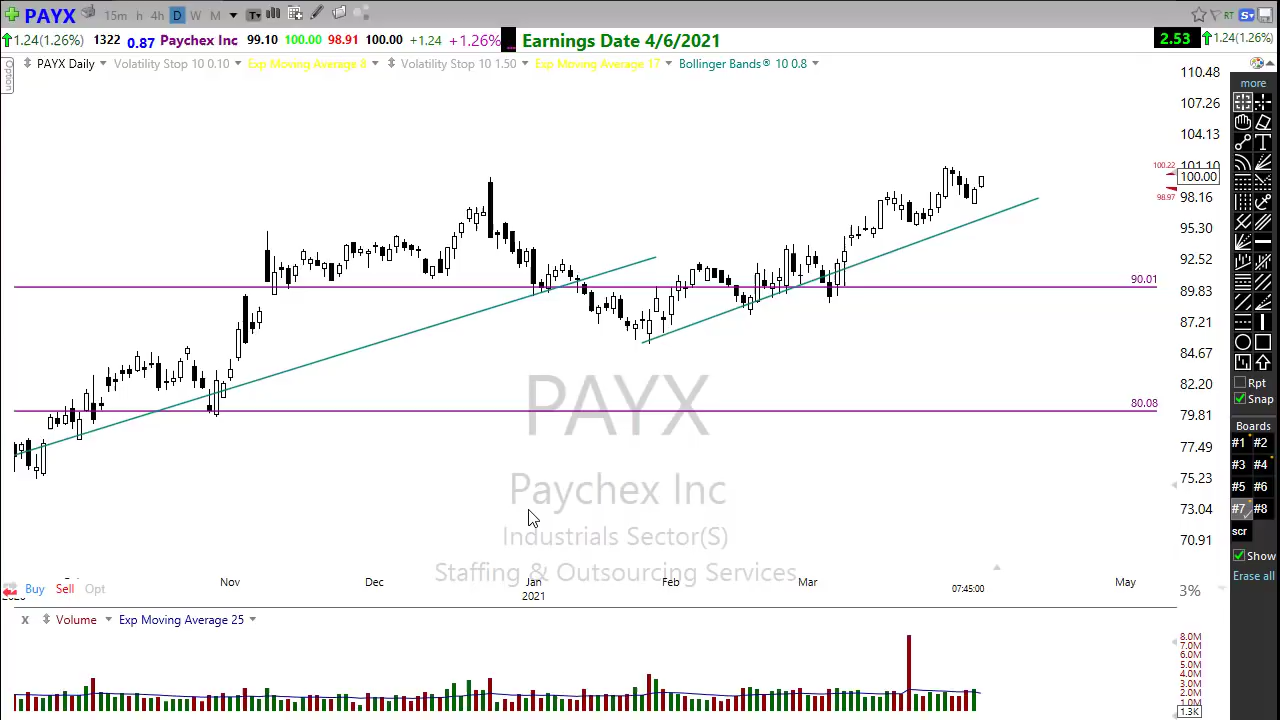 PAYX 15m h 4h D W M T
1.24(1.26%) 1322 0.87 Paychex Inc 99.10 100.00 98.91 100.00 +1.24 +1.26% Earnings Date 4/6/2021 2.53 1.24(1.26%)
RT S
Option
PAYX Daily Volatility Stop 10 0.10 Exp Moving Average 8 Volatility Stop 10 1.50 Exp Moving Average 17 Bollinger Bands® 10 0.8
110.48
107.26
104.13
101.10
100.22
100.00
98.97
98.16
95.30
92.52
90.01
89.83
87.21
84.67
82.20
80.08
79.81
77.49
75.23
73.04
70.91
PAYX
Paychex Inc
Industrials Sector(S)
Staffing & Outsourcing Services
Nov Dec Jan Feb Mar May
2021
07:45:00
3%
Buy Sell Opt
X Volume Exp Moving Average 25
8.0M
7.0M
6.0M
5.0M
4.0M
3.0M
2.0M
1.0M
1.3K
more
T
Rpt
Snap
Boards
#1 #2
#3 #4
#5 #6
#7 #8
scr
Show
Erase all